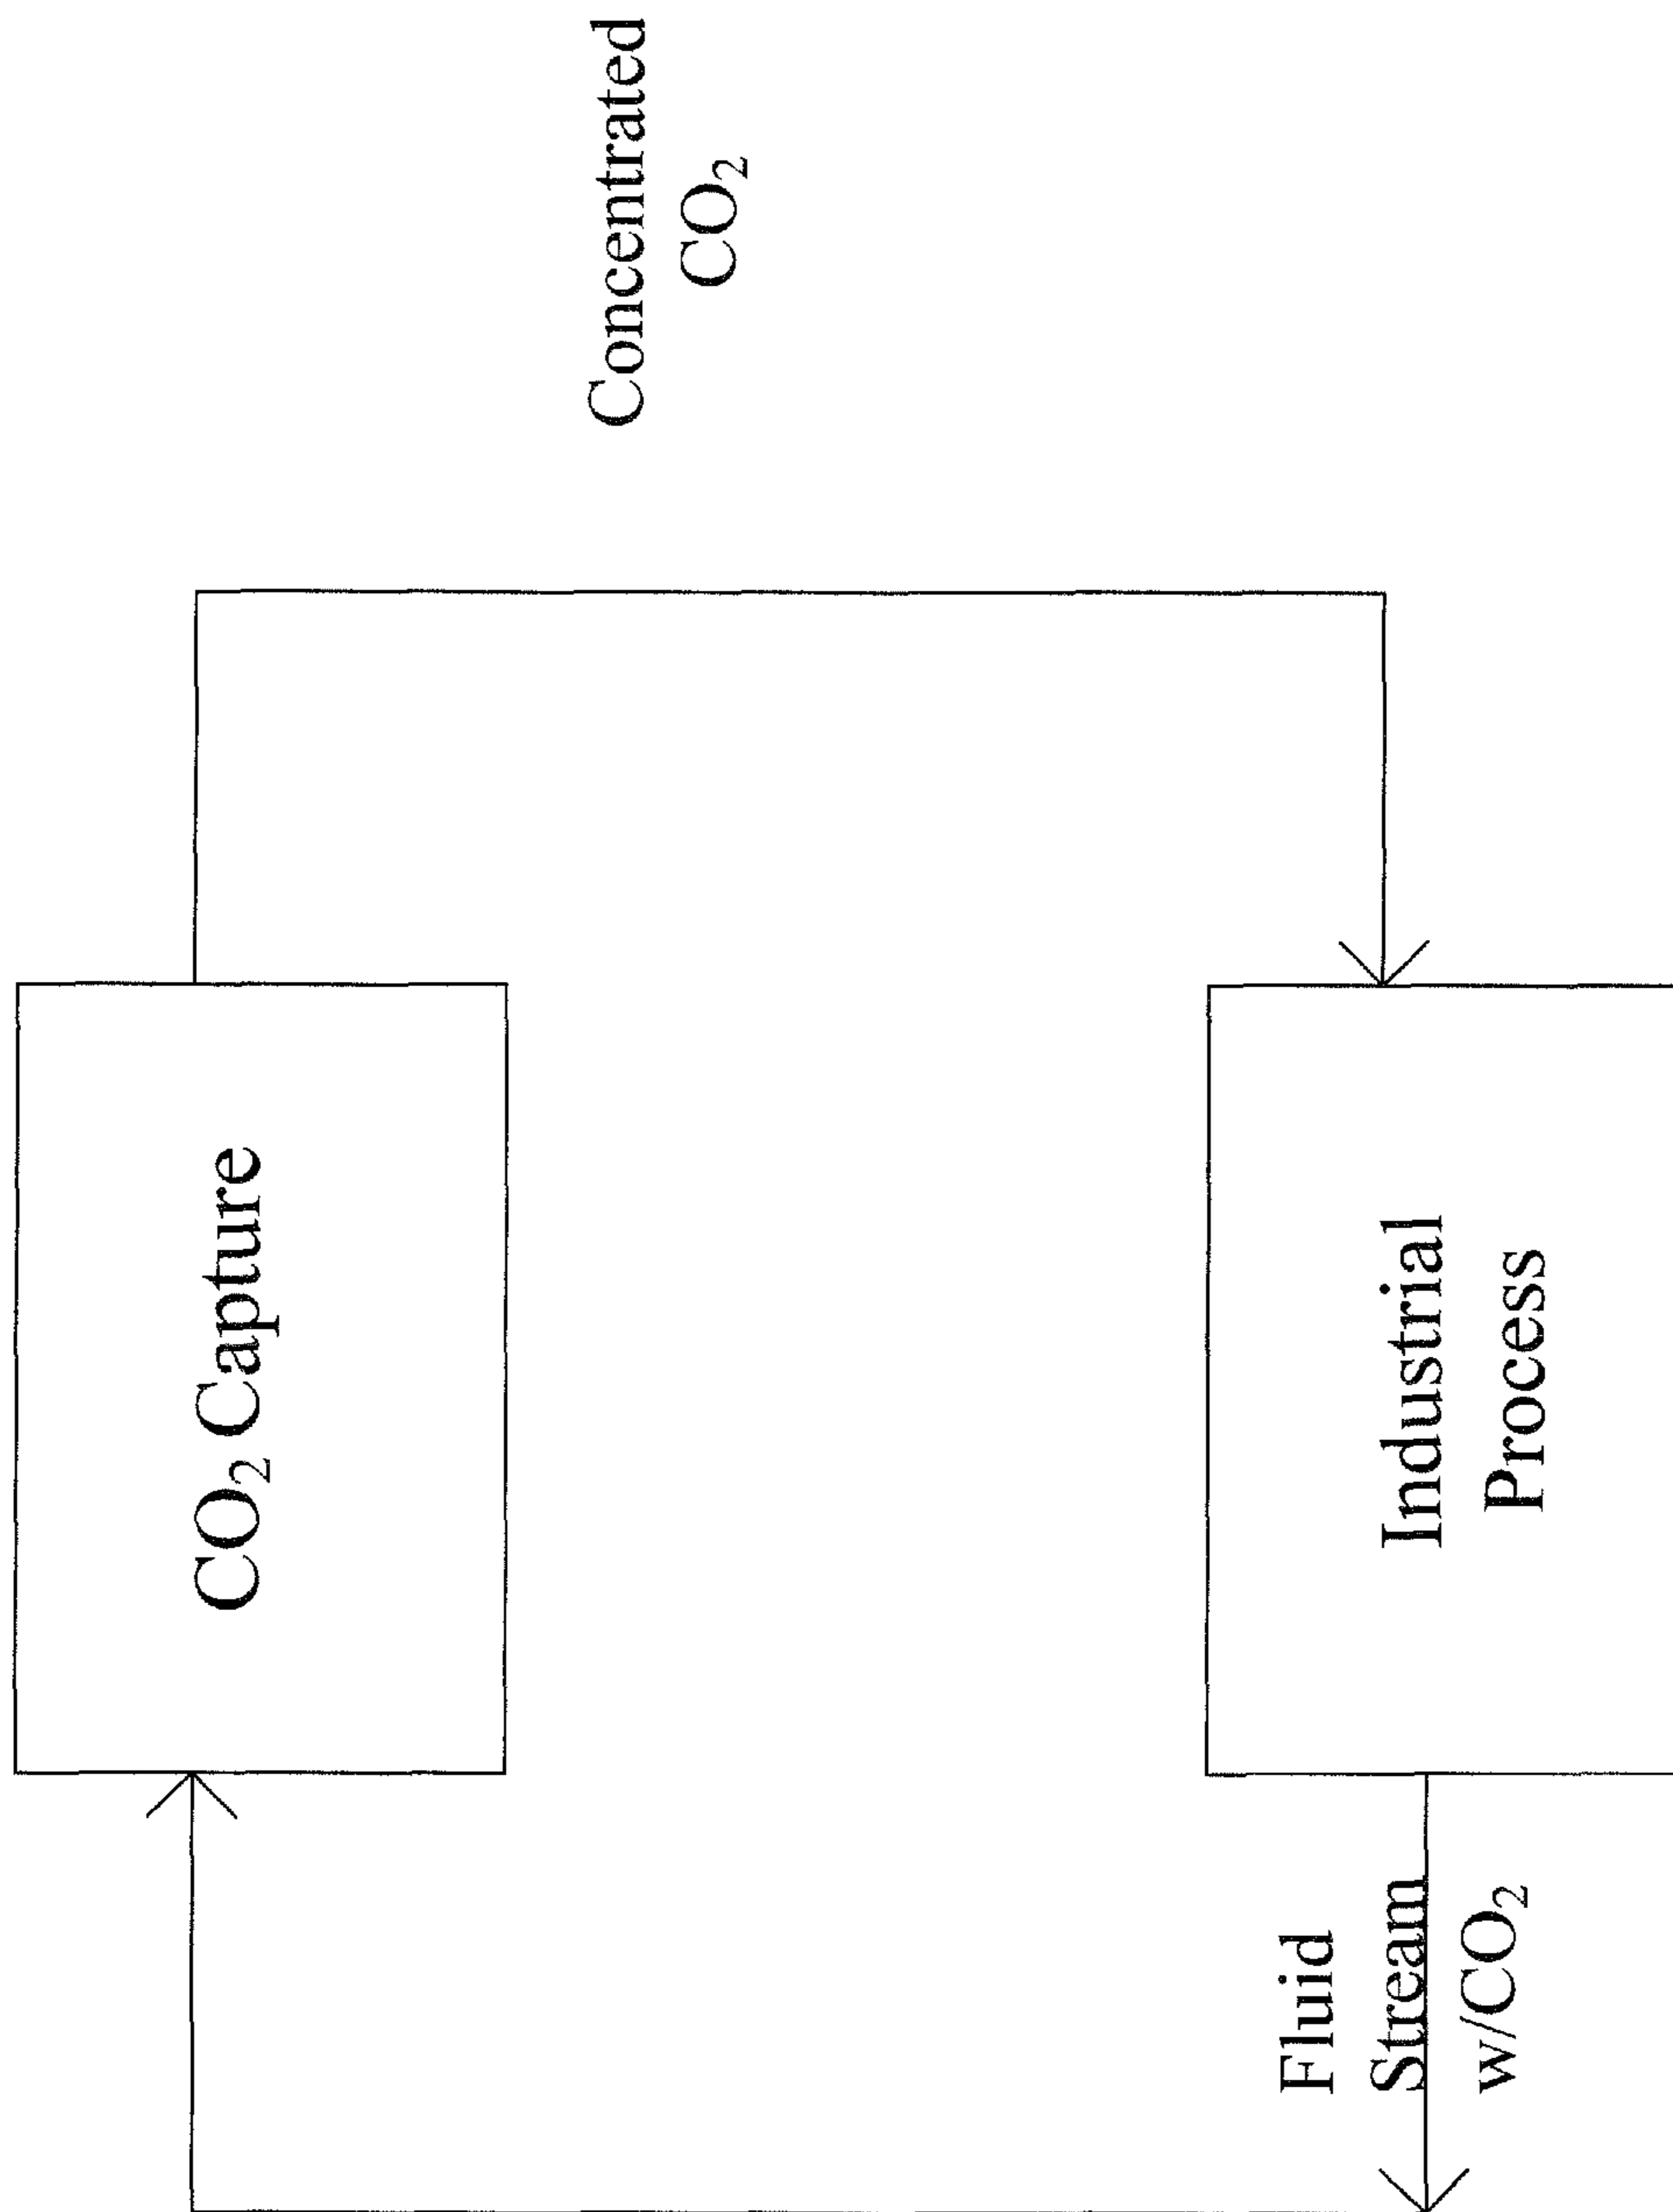 CO₂ Capture
Concentrated
CO₂
Fluid
Stream
w/CO₂
Industrial
Process